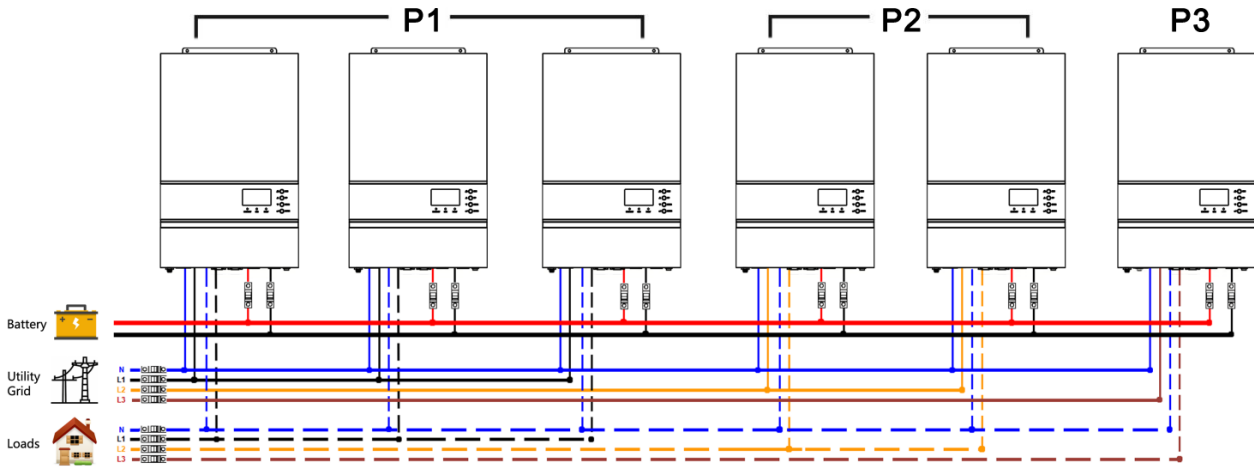 P1 P2 P3
Battery
Utility
Grid
N
L1
L2
L3
Loads
N
L1
L2
L3